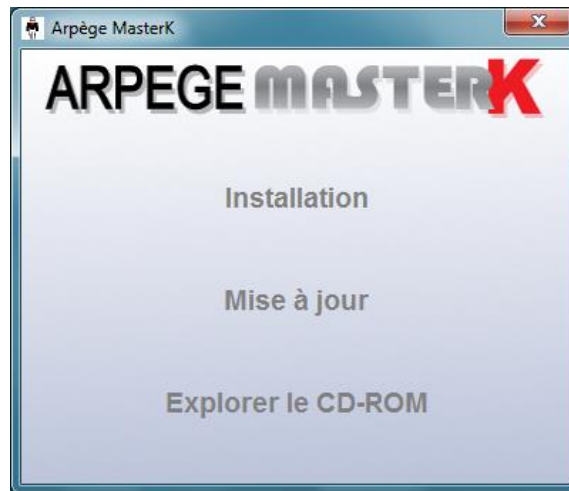 Arpège MasterK
ARPEGE MASTERK
Installation
Mise à jour
Explorer le CD-ROM